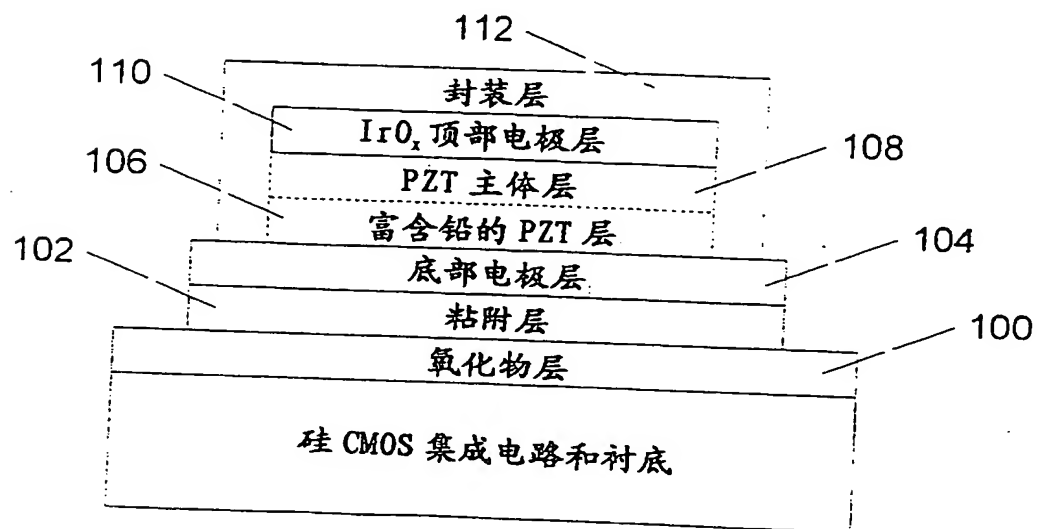 112
封装层
110
IrOx 顶部电极层
108
PZT 主体层
106
富含铅的 PZT 层
104
底部电极层
102
粘附层
100
氧化物层
硅 CMOS 集成电路和衬底